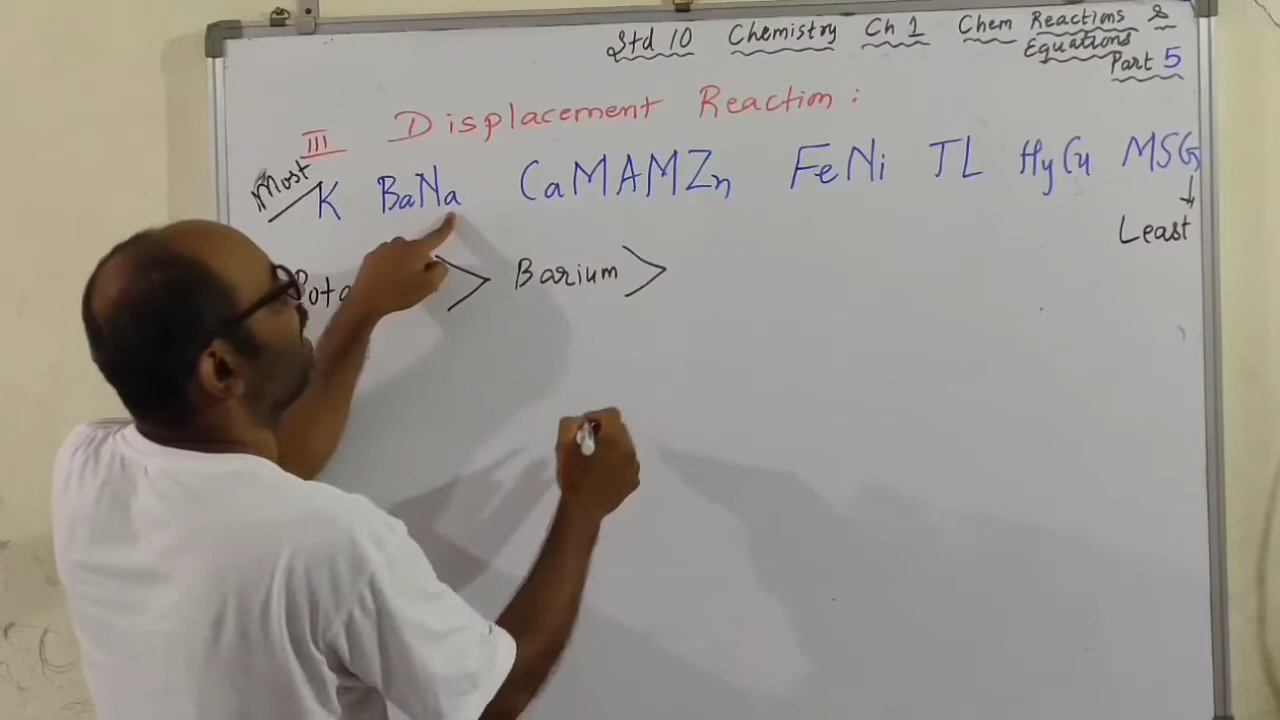 Std 10 Chemistry Ch 1 Chem Reactions &
Equations
Part 5
III Displacement Reaction :
Most
K BaNa CaMAMZn FeNi TL HyCu MSG
Least
> Barium >